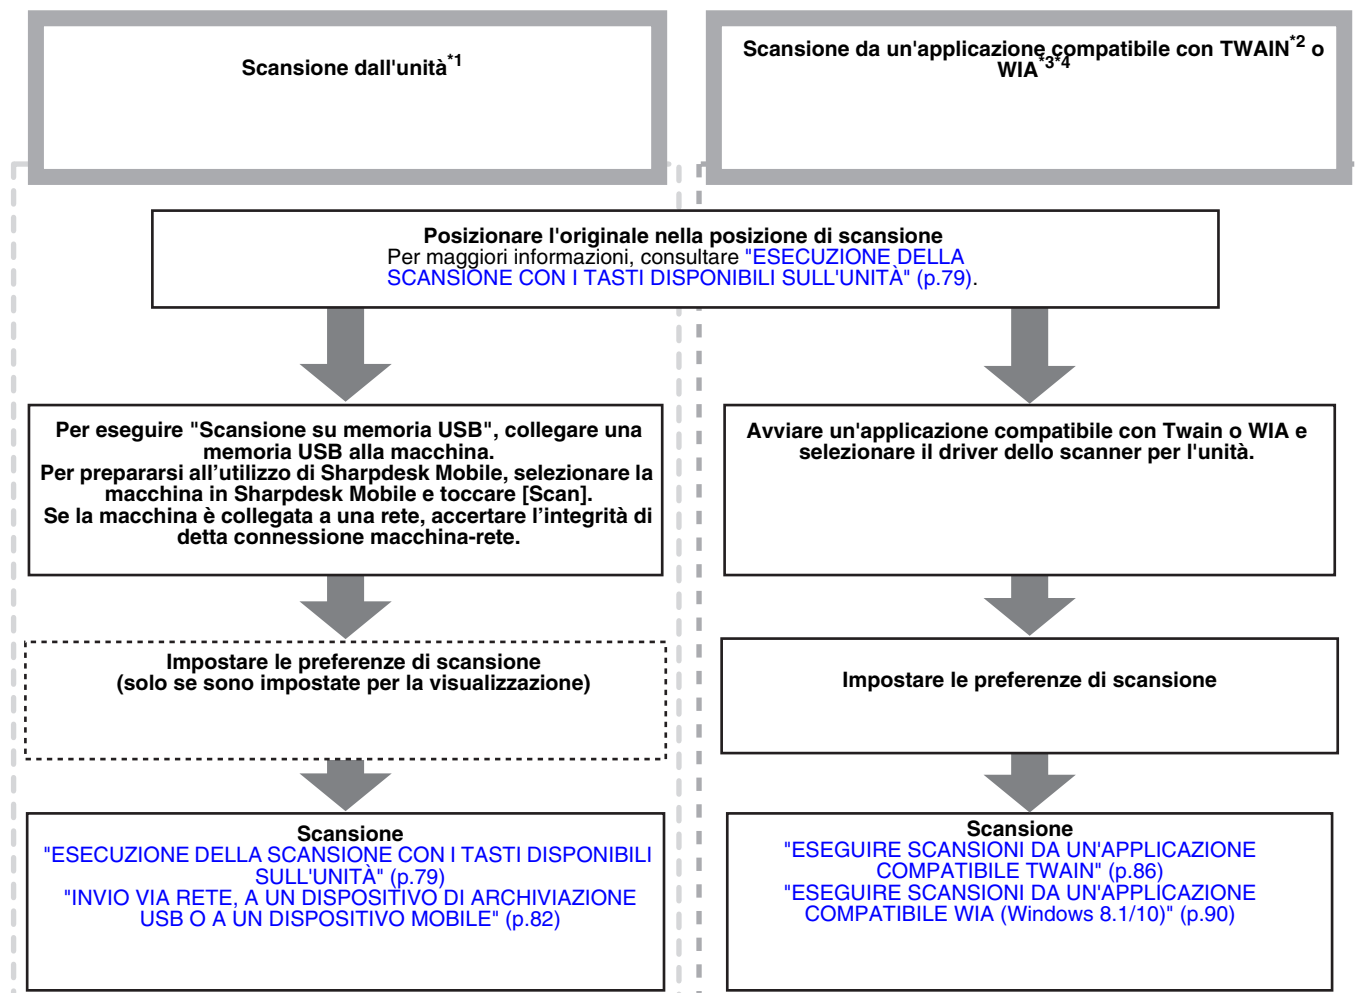 Scansione dall'unità*1
Scansione da un'applicazione compatibile con TWAIN*2 o
WIA*3*4
Posizionare l'originale nella posizione di scansione
Per maggiori informazioni, consultare "ESECUZIONE DELLA
SCANSIONE CON I TASTI DISPONIBILI SULL'UNITÀ" (p.79).
Per eseguire "Scansione su memoria USB", collegare una
memoria USB alla macchina.
Per prepararsi all’utilizzo di Sharpdesk Mobile, selezionare la
macchina in Sharpdesk Mobile e toccare [Scan].
Se la macchina è collegata a una rete, accertare l’integrità di
detta connessione macchina-rete.
Avviare un'applicazione compatibile con Twain o WIA e
selezionare il driver dello scanner per l'unità.
Impostare le preferenze di scansione
(solo se sono impostate per la visualizzazione)
Impostare le preferenze di scansione
Scansione
"ESECUZIONE DELLA SCANSIONE CON I TASTI DISPONIBILI
SULL'UNITÀ" (p.79)
"INVIO VIA RETE, A UN DISPOSITIVO DI ARCHIVIAZIONE
USB O A UN DISPOSITIVO MOBILE" (p.82)
Scansione
"ESEGUIRE SCANSIONI DA UN'APPLICAZIONE
COMPATIBILE TWAIN" (p.86)
"ESEGUIRE SCANSIONI DA UN'APPLICAZIONE
COMPATIBILE WIA (Windows 8.1/10)" (p.90)